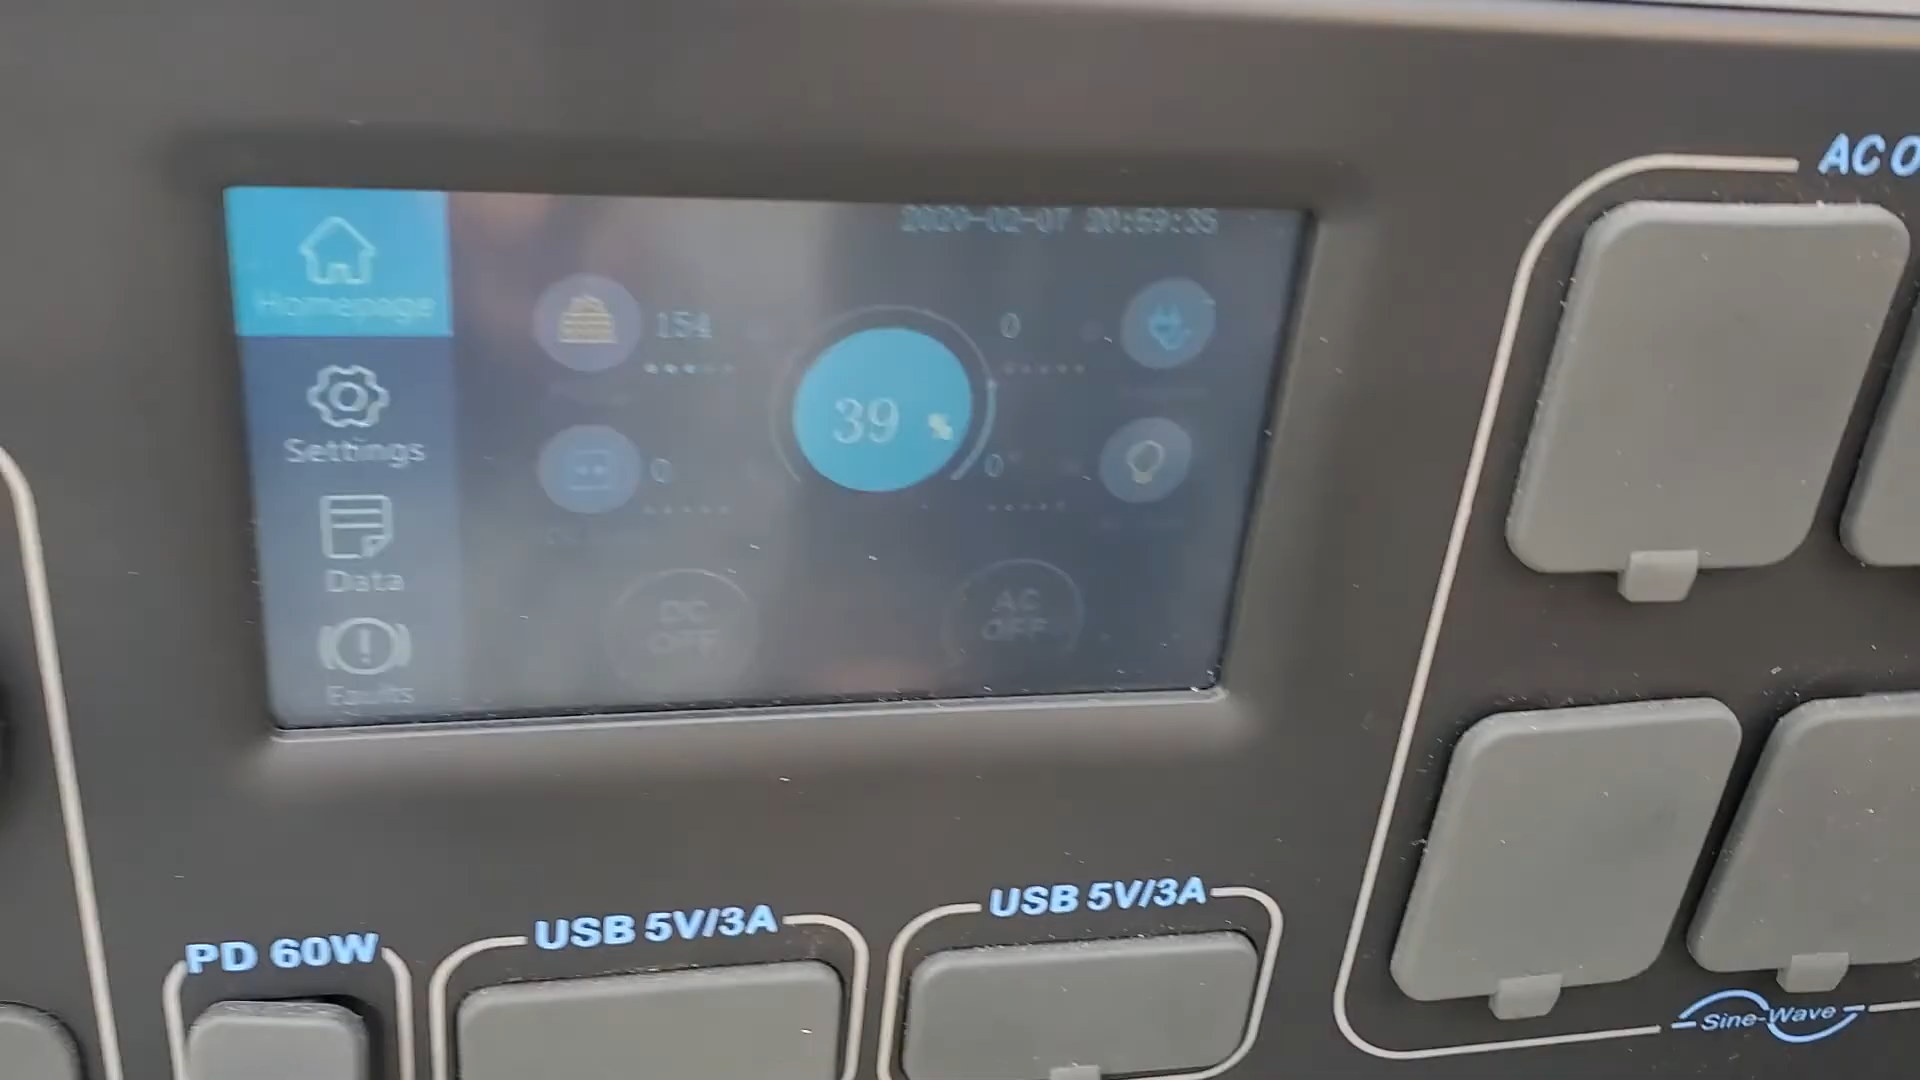 AC O
2020-02-07 20:59:35
Homepage
154
0
39 %
Settings
0
0
Data
DC
OFF
AC
OFF
USB 5V/3A
USB 5V/3A
PD 60W
Sine-Wave